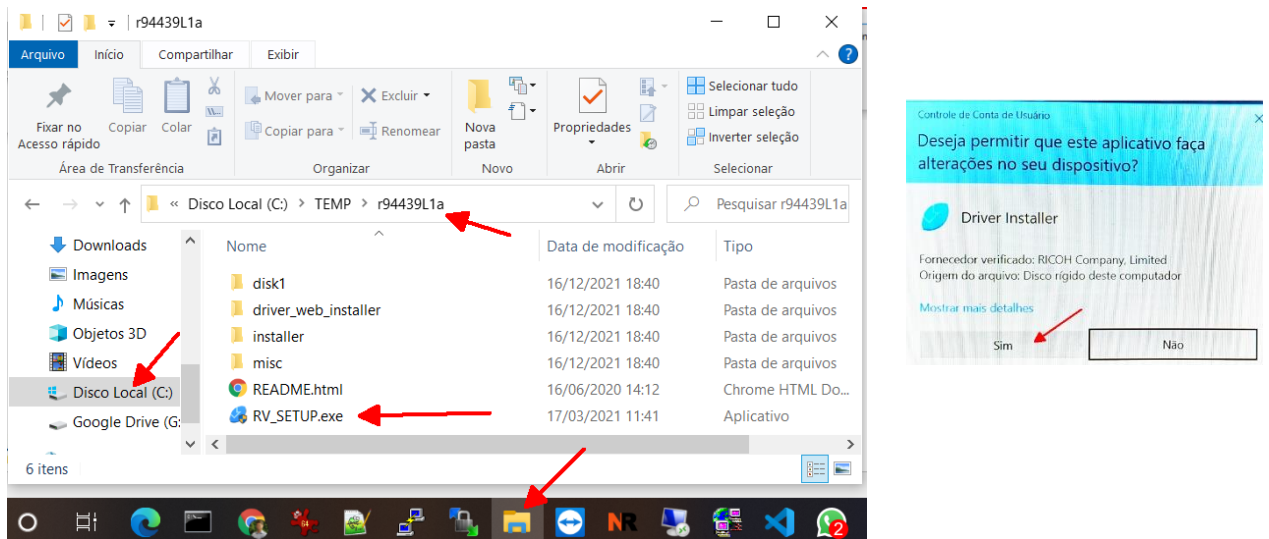 r94439L1a
Arquivo Início Compartilhar Exibir
Fixar no Acesso rápido
Copiar
Colar
Mover para
Copiar para
Excluir
Renomear
Nova pasta
Propriedades
Selecionar tudo
Limpar seleção
Inverter seleção
Área de Transferência Organizar Novo Abrir Selecionar
« Disco Local (C:) > TEMP > r94439L1a
Pesquisar r94439L1a
Downloads
Imagens
Músicas
Objetos 3D
Vídeos
Disco Local (C:)
Google Drive (G:
Nome Data de modificação Tipo
disk1 16/12/2021 18:40 Pasta de arquivos
driver_web_installer 16/12/2021 18:40 Pasta de arquivos
installer 16/12/2021 18:40 Pasta de arquivos
misc 16/12/2021 18:40 Pasta de arquivos
README.html 16/06/2020 14:12 Chrome HTML Do...
RV_SETUP.exe 17/03/2021 11:41 Aplicativo
6 itens
NR
2
Controle de Conta de Usuário
Deseja permitir que este aplicativo faça
alterações no seu dispositivo?
Driver Installer
Fornecedor verificado: RICOH Company, Limited
Origem do arquivo: Disco rígido deste computador
Mostrar mais detalhes
Sim Não